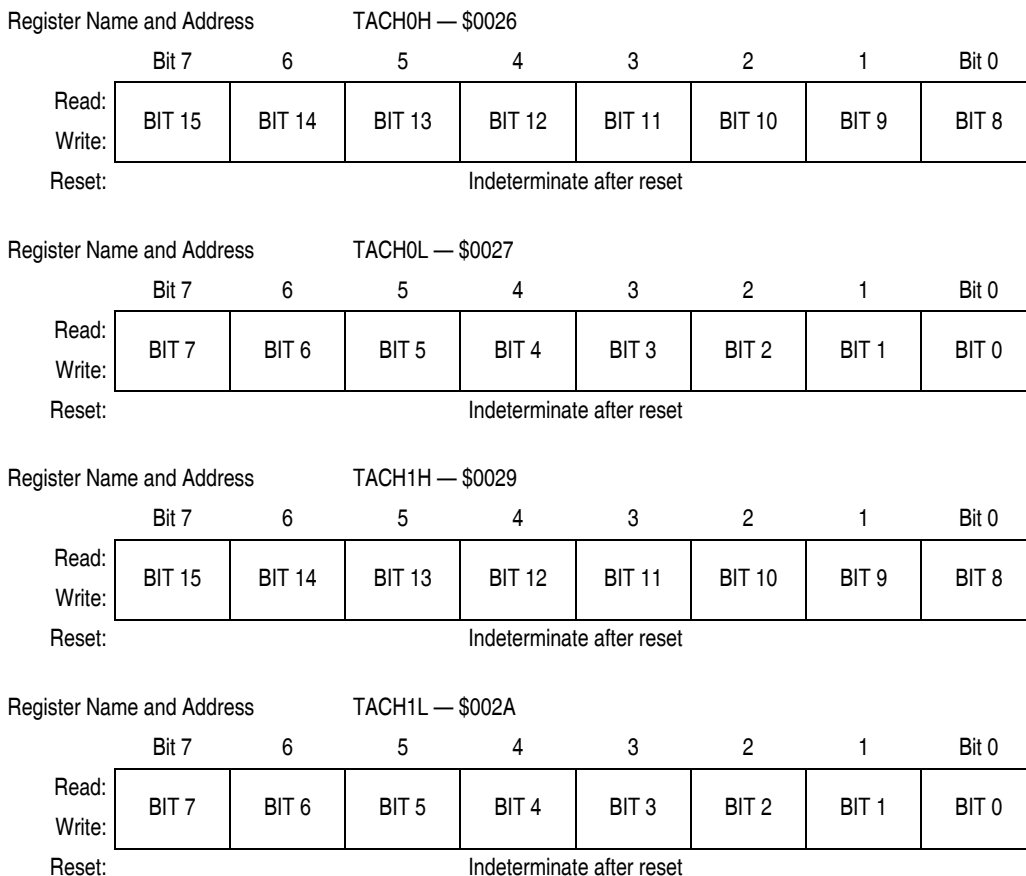 Register Name and Address TACH0H — $0026
Bit 7 6 5 4 3 2 1 Bit 0
Read:
BIT 15 BIT 14 BIT 13 BIT 12 BIT 11 BIT 10 BIT 9 BIT 8
Write:
Reset: Indeterminate after reset
Register Name and Address TACH0L — $0027
Bit 7 6 5 4 3 2 1 Bit 0
Read:
BIT 7 BIT 6 BIT 5 BIT 4 BIT 3 BIT 2 BIT 1 BIT 0
Write:
Reset: Indeterminate after reset
Register Name and Address TACH1H — $0029
Bit 7 6 5 4 3 2 1 Bit 0
Read:
BIT 15 BIT 14 BIT 13 BIT 12 BIT 11 BIT 10 BIT 9 BIT 8
Write:
Reset: Indeterminate after reset
Register Name and Address TACH1L — $002A
Bit 7 6 5 4 3 2 1 Bit 0
Read:
BIT 7 BIT 6 BIT 5 BIT 4 BIT 3 BIT 2 BIT 1 BIT 0
Write:
Reset: Indeterminate after reset